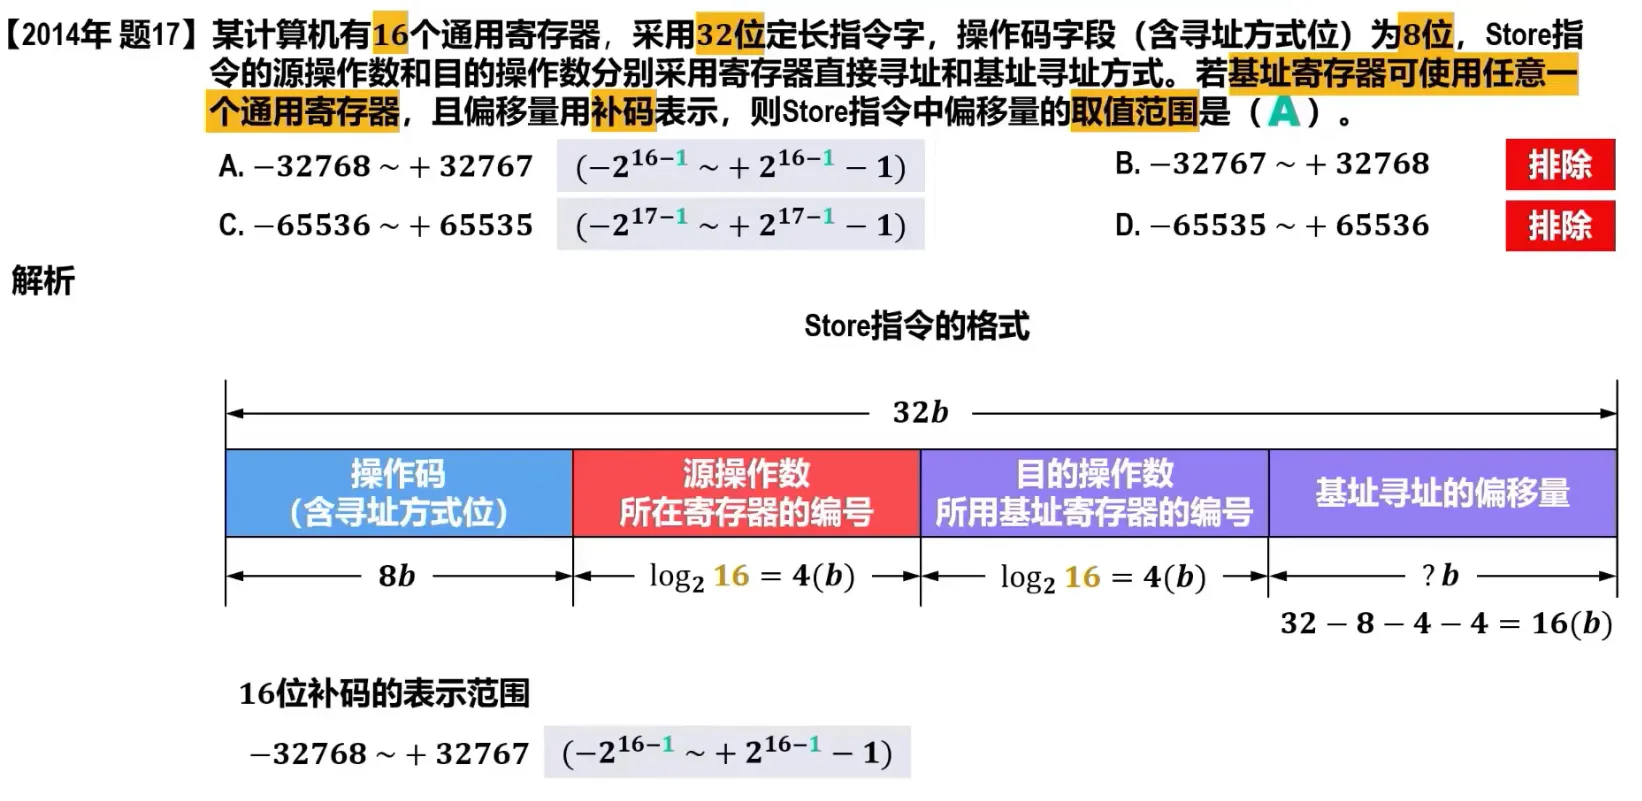 【2014年 题17】某计算机有16个通用寄存器，采用32位定长指令字，操作码字段（含寻址方式位）为8位，Store指
令的源操作数和目的操作数分别采用寄存器直接寻址和基址寻址方式。若基址寄存器可使用任意一
个通用寄存器，且偏移量用补码表示，则Store指令中偏移量的取值范围是（A）。
A. −32768 ~ + 32767 (−2^{16−1} ~ + 2^{16−1} − 1) B. −32767 ~ + 32768 排除
C. −65536 ~ + 65535 (−2^{17−1} ~ + 2^{17−1} − 1) D. −65535 ~ + 65536 排除
解析
Store指令的格式
32b
操作码
（含寻址方式位）
源操作数
所在寄存器的编号
目的操作数
所用基址寄存器的编号
基址寻址的偏移量
8b log₂ 16 = 4(b) log₂ 16 = 4(b) ? b
32 − 8 − 4 − 4 = 16(b)
16位补码的表示范围
−32768 ~ + 32767 (−2^{16−1} ~ + 2^{16−1} − 1)